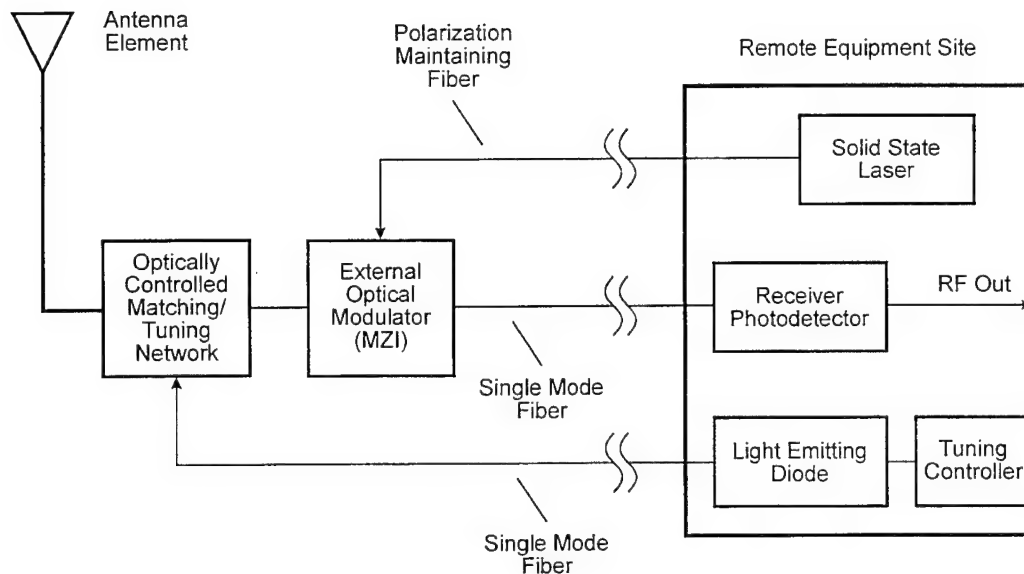 Antenna
Element
Polarization
Maintaining
Fiber
Remote Equipment Site
Solid State
Laser
Optically
Controlled
Matching/
Tuning
Network
External
Optical
Modulator
(MZI)
Receiver
Photodetector
RF Out
Single Mode
Fiber
Light Emitting
Diode
Tuning
Controller
Single Mode
Fiber